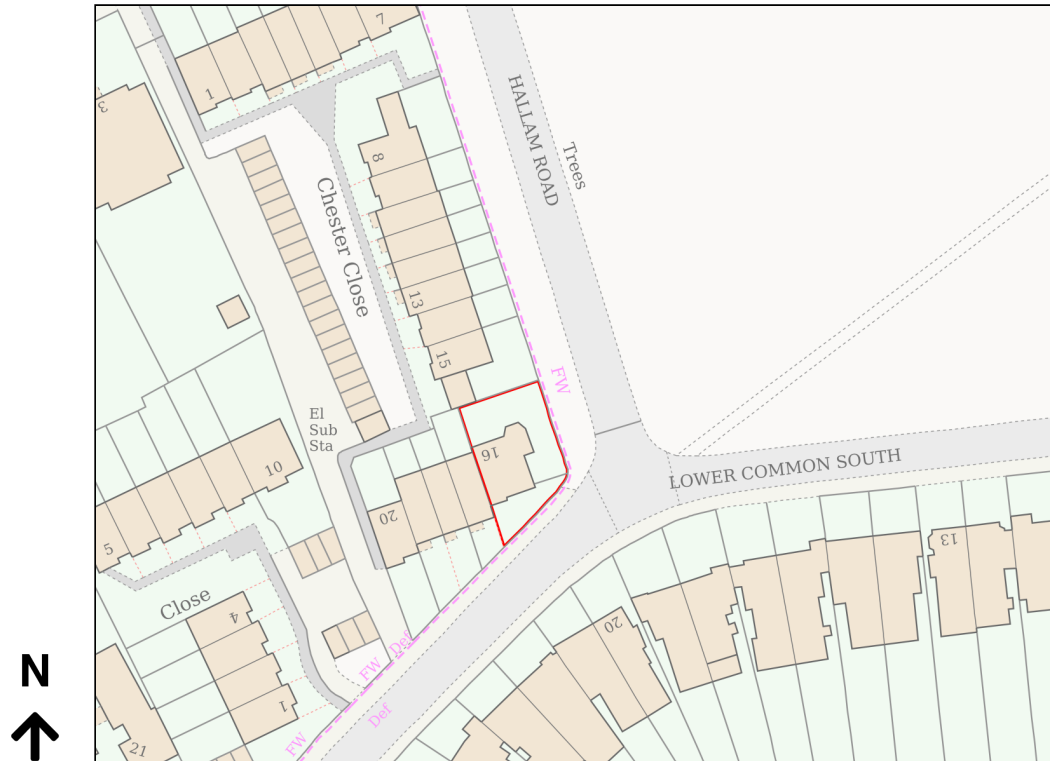 7
1
3
8
HALLAM ROAD
Trees
Chester Close
13
15
FW
El
Sub
Sta
16
LOWER COMMON SOUTH
10
20
5
13
Close
4
20
Def
FW
N
1
Def
FW
21